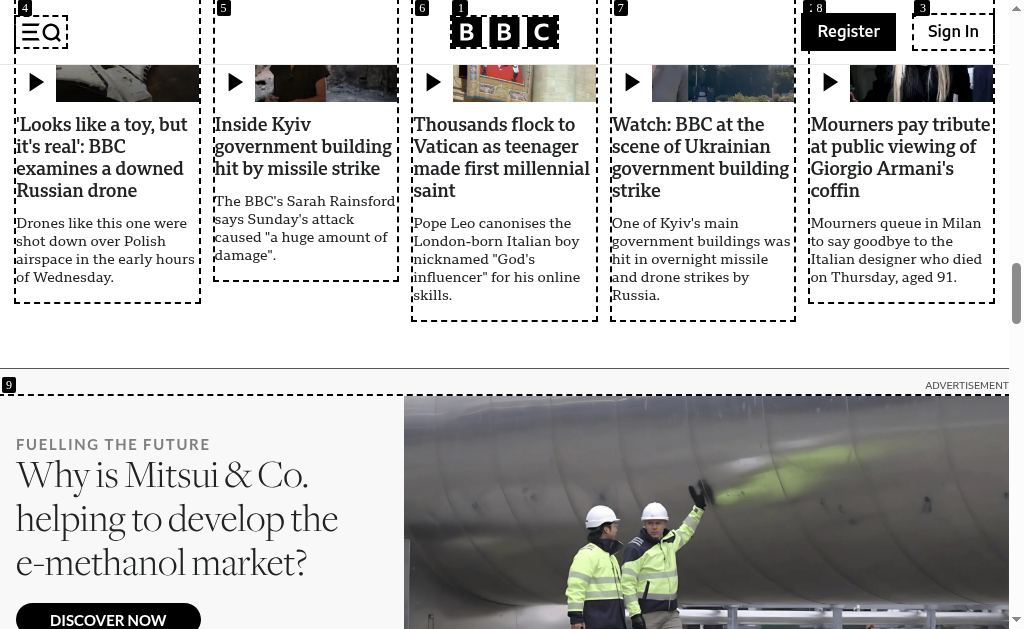 4
5
6
1
7
8
3
BBC
Register
Sign In
'Looks like a toy, but
it's real': BBC
examines a downed
Russian drone
Drones like this one were
shot down over Polish
airspace in the early hours
of Wednesday.
Inside Kyiv
government building
hit by missile strike
The BBC's Sarah Rainsford
says Sunday's attack
caused "a huge amount of
damage".
Thousands flock to
Vatican as teenager
made first millennial
saint
Pope Leo canonises the
London-born Italian boy
nicknamed "God's
influencer" for his online
skills.
Watch: BBC at the
scene of Ukrainian
government building
strike
One of Kyiv's main
government buildings was
hit in overnight missile
and drone strikes by
Russia.
Mourners pay tribute
at public viewing of
Giorgio Armani's
coffin
Mourners queue in Milan
to say goodbye to the
Italian designer who died
on Thursday, aged 91.
9
ADVERTISEMENT
FUELLING THE FUTURE
Why is Mitsui & Co.
helping to develop the
e-methanol market?
DISCOVER NOW